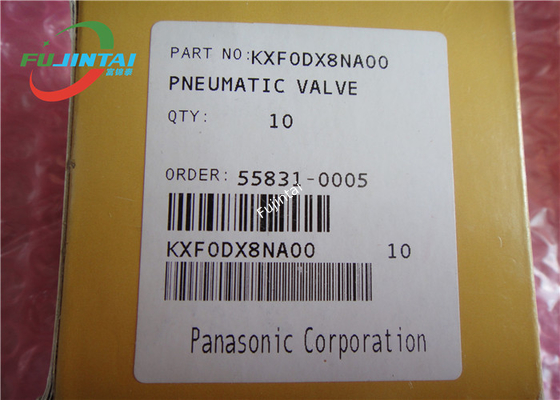 FUJINTAI
PART NO:KXF0DX8NA00
PNEUMATIC VALVE
QTY: 10
ORDER: 55831-0005
Fujintai
KXF0DX8NA00 10
Panasonic Corporation